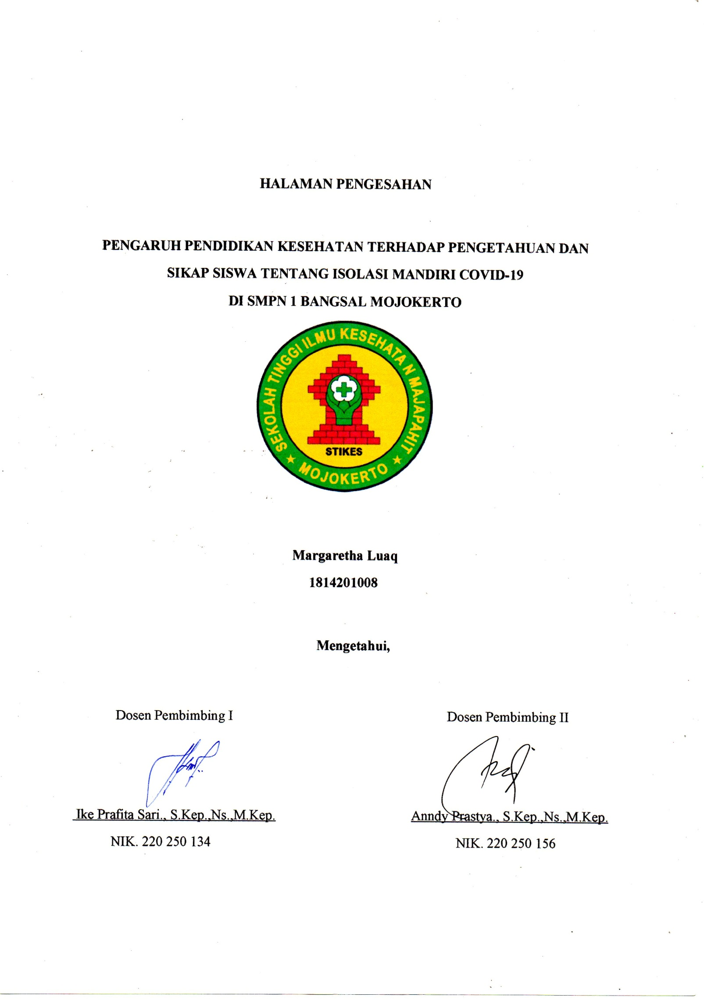 HALAMAN PENGESAHAN
PENGARUH PENDIDIKAN KESEHATAN TERHADAP PENGETAHUAN DAN
SIKAP SISWA TENTANG ISOLASI MANDIRI COVID-19
DI SMPN 1 BANGSAL MOJOKERTO
SEKOLAH TINGGI ILMU KESEHATAN MAJAPAHIT
STIKES
★ MOJOKERTO ★
Margaretha Luaq
1814201008
Mengetahui,
Dosen Pembimbing I
Dosen Pembimbing II
Ike Prafita Sari., S.Kep.,Ns.,M.Kep.
Anndy Prastya., S.Kep.,Ns.,M.Kep.
NIK. 220 250 134
NIK. 220 250 156